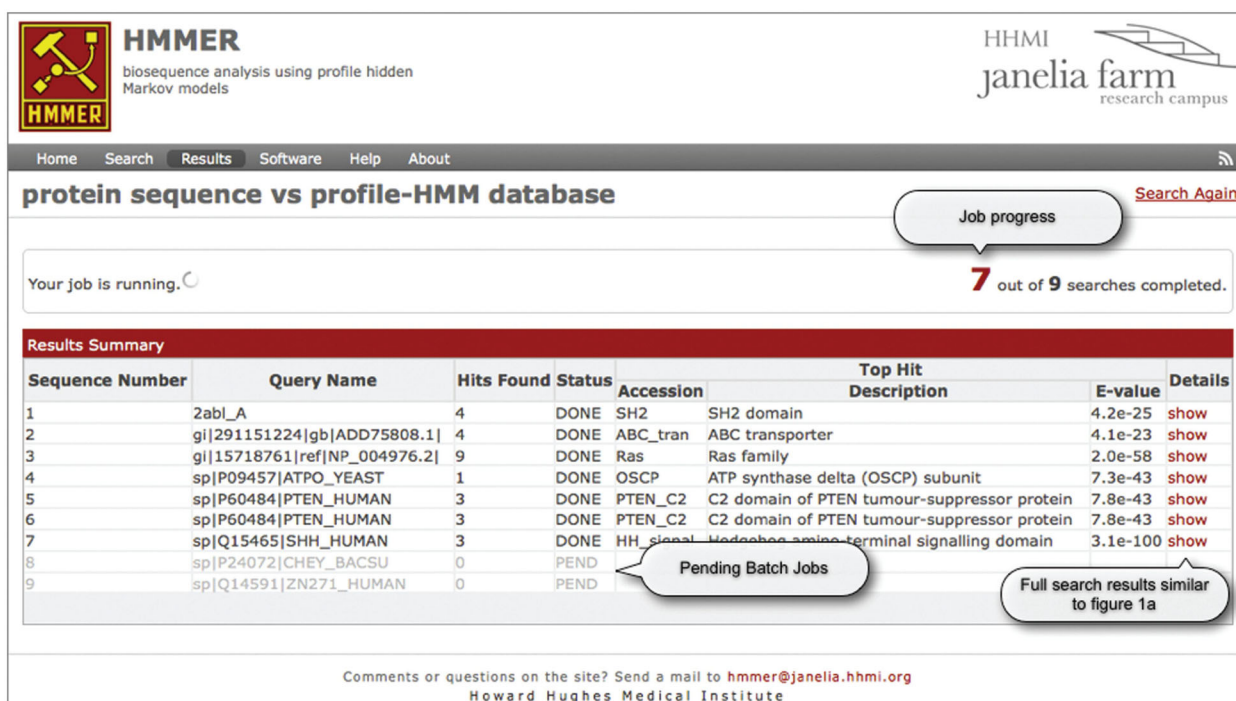 HMMER
biosequence analysis using profile hidden
Markov models
HMMER
HHMI
janelia farm
research campus
Home Search Results Software Help About
protein sequence vs profile-HMM database
Search Again
Job progress
Your job is running.
7 out of 9 searches completed.
Results Summary
Sequence Number Query Name Hits Found Status Top Hit Details
Accession Description E-value
1 2abl_A 4 DONE SH2 SH2 domain 4.2e-25 show
2 gi|291151224|gb|ADD75808.1| 4 DONE ABC_tran ABC transporter 4.1e-23 show
3 gi|15718761|ref|NP_004976.2| 9 DONE Ras Ras family 2.0e-58 show
4 sp|P09457|ATPO_YEAST 1 DONE OSCP ATP synthase delta (OSCP) subunit 7.3e-43 show
5 sp|P60484|PTEN_HUMAN 3 DONE PTEN_C2 C2 domain of PTEN tumour-suppressor protein 7.8e-43 show
6 sp|P60484|PTEN_HUMAN 3 DONE PTEN_C2 C2 domain of PTEN tumour-suppressor protein 7.8e-43 show
7 sp|Q15465|SHH_HUMAN 3 DONE HH_signal Hedgehog amino-terminal signalling domain 3.1e-100 show
8 sp|P24072|CHEY_BACSU 0 PEND
9 sp|Q14591|ZN271_HUMAN 0 PEND
Pending Batch Jobs
Full search results similar
to figure 1a
Comments or questions on the site? Send a mail to hmmer@janelia.hhmi.org
Howard Hughes Medical Institute